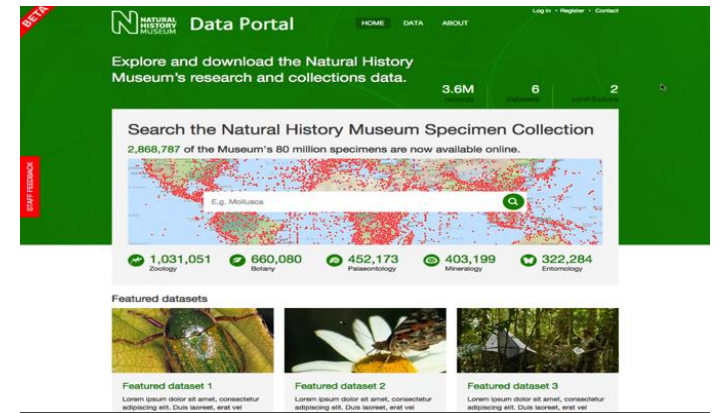 BETA
NATURAL
HISTORY
MUSEUM
Data Portal
HOME DATA ABOUT
Log in • Register • Contact
Explore and download the Natural History
Museum's research and collections data.
3.6M 6 2
records datasets contributors
Search the Natural History Museum Specimen Collection
2,868,787 of the Museum's 80 million specimens are now available online.
E.g. Mollusca
STAFF FEEDBACK
1,031,051 660,080 452,173 403,199 322,284
Zoology Botany Palaeontology Mineralogy Entomology
Featured datasets
Featured dataset 1 Featured dataset 2 Featured dataset 3
Lorem ipsum dolor sit amet, consectetur Lorem ipsum dolor sit amet, consectetur Lorem ipsum dolor sit amet, consectetur
adipiscing elit. Duis laoreet, erat vel adipiscing elit. Duis laoreet, erat vel adipiscing elit. Duis laoreet, erat vel